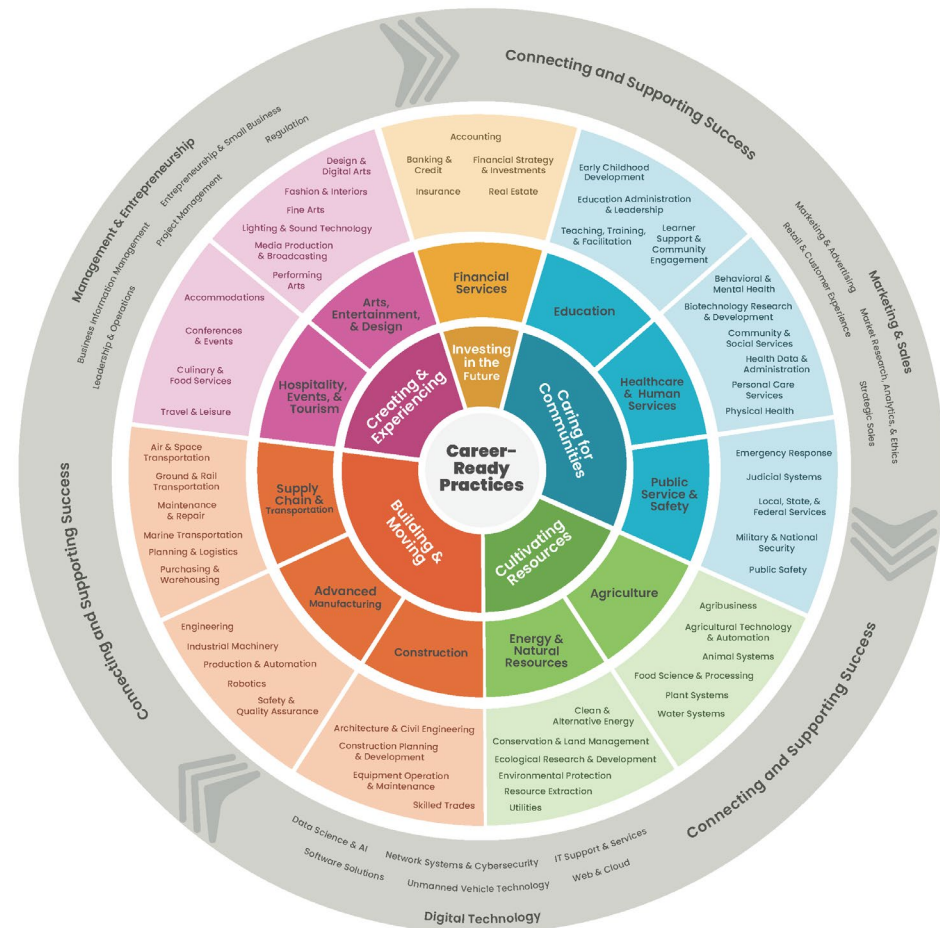 Connecting and Supporting Success
Marketing & Sales
Marketing & Advertising
Retail & Customer Experience
Market Research, Analytics, & Ethics
Strategic Sales
Connecting and Supporting Success
Digital Technology
Data Science & AI
Network Systems & Cybersecurity
IT Support & Services
Software Solutions
Unmanned Vehicle Technology
Web & Cloud
Connecting and Supporting Success
Management & Entrepreneurship
Entrepreneurship & Small Business
Regulation
Business Information Management
Project Management
Leadership & Operations
Career-
Ready
Practices
Investing
in the
Future
Financial
Services
Accounting
Banking &
Credit
Financial Strategy
& Investments
Insurance
Real Estate
Caring for
Communities
Education
Early Childhood
Development
Education Administration
& Leadership
Teaching, Training,
& Facilitation
Learner
Support &
Community
Engagement
Healthcare
& Human
Services
Behavioral &
Mental Health
Biotechnology Research
& Development
Community &
Social Services
Health Data &
Administration
Personal Care
Services
Physical Health
Public
Service &
Safety
Emergency Response
Judicial Systems
Local, State, &
Federal Services
Military & National
Security
Public Safety
Cultivating
Resources
Agriculture
Agribusiness
Agricultural Technology
& Automation
Animal Systems
Food Science & Processing
Plant Systems
Water Systems
Energy &
Natural
Resources
Clean &
Alternative Energy
Conservation & Land Management
Ecological Research & Development
Environmental Protection
Resource Extraction
Utilities
Building &
Moving
Construction
Architecture & Civil Engineering
Construction Planning
& Development
Equipment Operation
& Maintenance
Skilled Trades
Advanced
Manufacturing
Engineering
Industrial Machinery
Production & Automation
Robotics
Safety &
Quality Assurance
Supply
Chain &
Transportation
Air & Space
Transportation
Ground & Rail
Transportation
Maintenance
& Repair
Marine Transportation
Planning & Logistics
Purchasing &
Warehousing
Creating &
Experiencing
Hospitality,
Events, &
Tourism
Accommodations
Conferences
& Events
Culinary &
Food Services
Travel & Leisure
Arts,
Entertainment,
& Design
Design &
Digital Arts
Fashion & Interiors
Fine Arts
Lighting & Sound Technology
Media Production
& Broadcasting
Performing
Arts